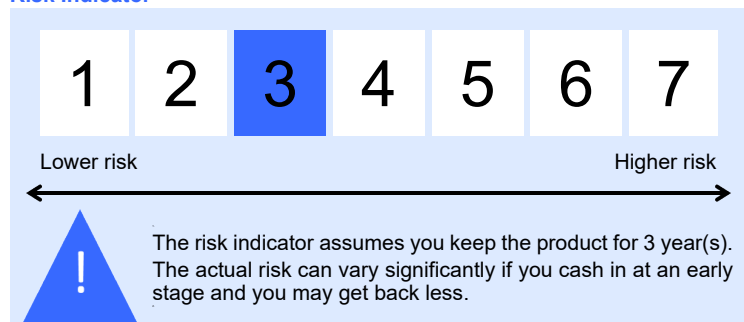 Risk Indicator
1 2 3 4 5 6 7
Lower risk Higher risk
!
The risk indicator assumes you keep the product for 3 year(s).
The actual risk can vary significantly if you cash in at an early
stage and you may get back less.